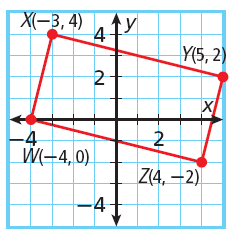 X(−3, 4)
4
y
Y(5, 2)
2
x
−4
2
W(−4, 0)
Z(4, −2)
−4